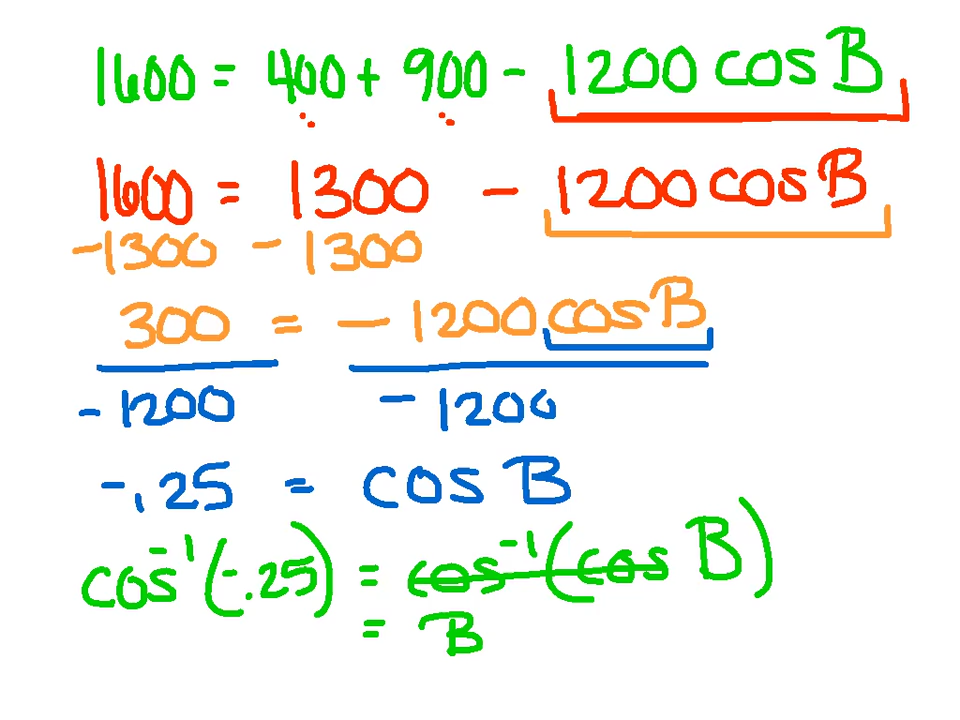 1600 = 400 + 900 - 1200 cos B
1600 = 1300 - 1200 cos B
-1300 - 1300
300 = - 1200 cos B
-1200 - 1200
-.25 = cos B
cos⁻¹(-.25) = cos⁻¹(cos B)
= B